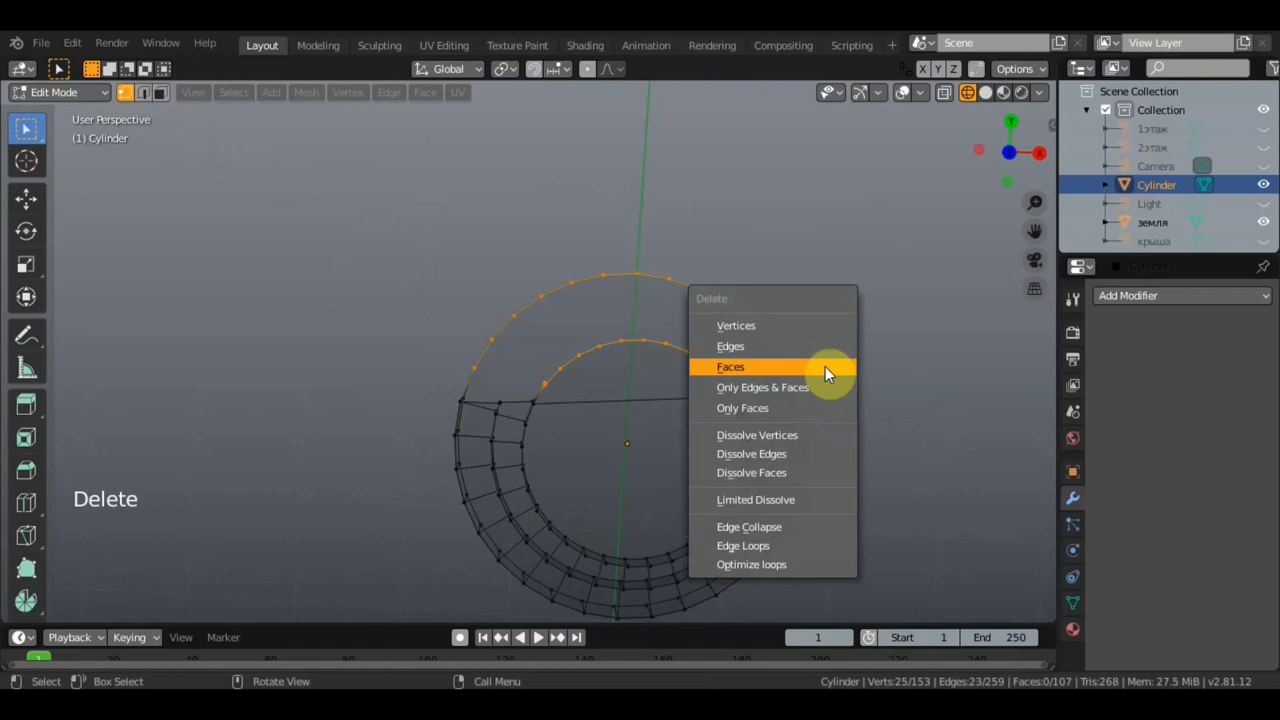 File Edit Render Window Help Layout Modeling Sculpting UV Editing Texture Paint Shading Animation Rendering Compositing Scripting + Scene View Layer
Global X Y Z Options
Edit Mode View Select Add Mesh Vertex Edge Face UV
User Perspective
(1) Cylinder
Y
Z
X
Scene Collection
Collection
1этаж
2этаж
Camera
Cylinder
Light
земля
крыша
Cylinder
Add Modifier
Delete
Vertices
Edges
Faces
Only Edges & Faces
Only Faces
Dissolve Vertices
Dissolve Edges
Dissolve Faces
Limited Dissolve
Edge Collapse
Edge Loops
Optimize loops
Delete
Playback Keying View Marker 1 Start 1 End 250
1
Select Box Select Rotate View Call Menu Cylinder | Verts:25/153 | Edges:23/259 | Faces:0/107 | Tris:268 | Mem: 27.5 MiB | v2.81.12